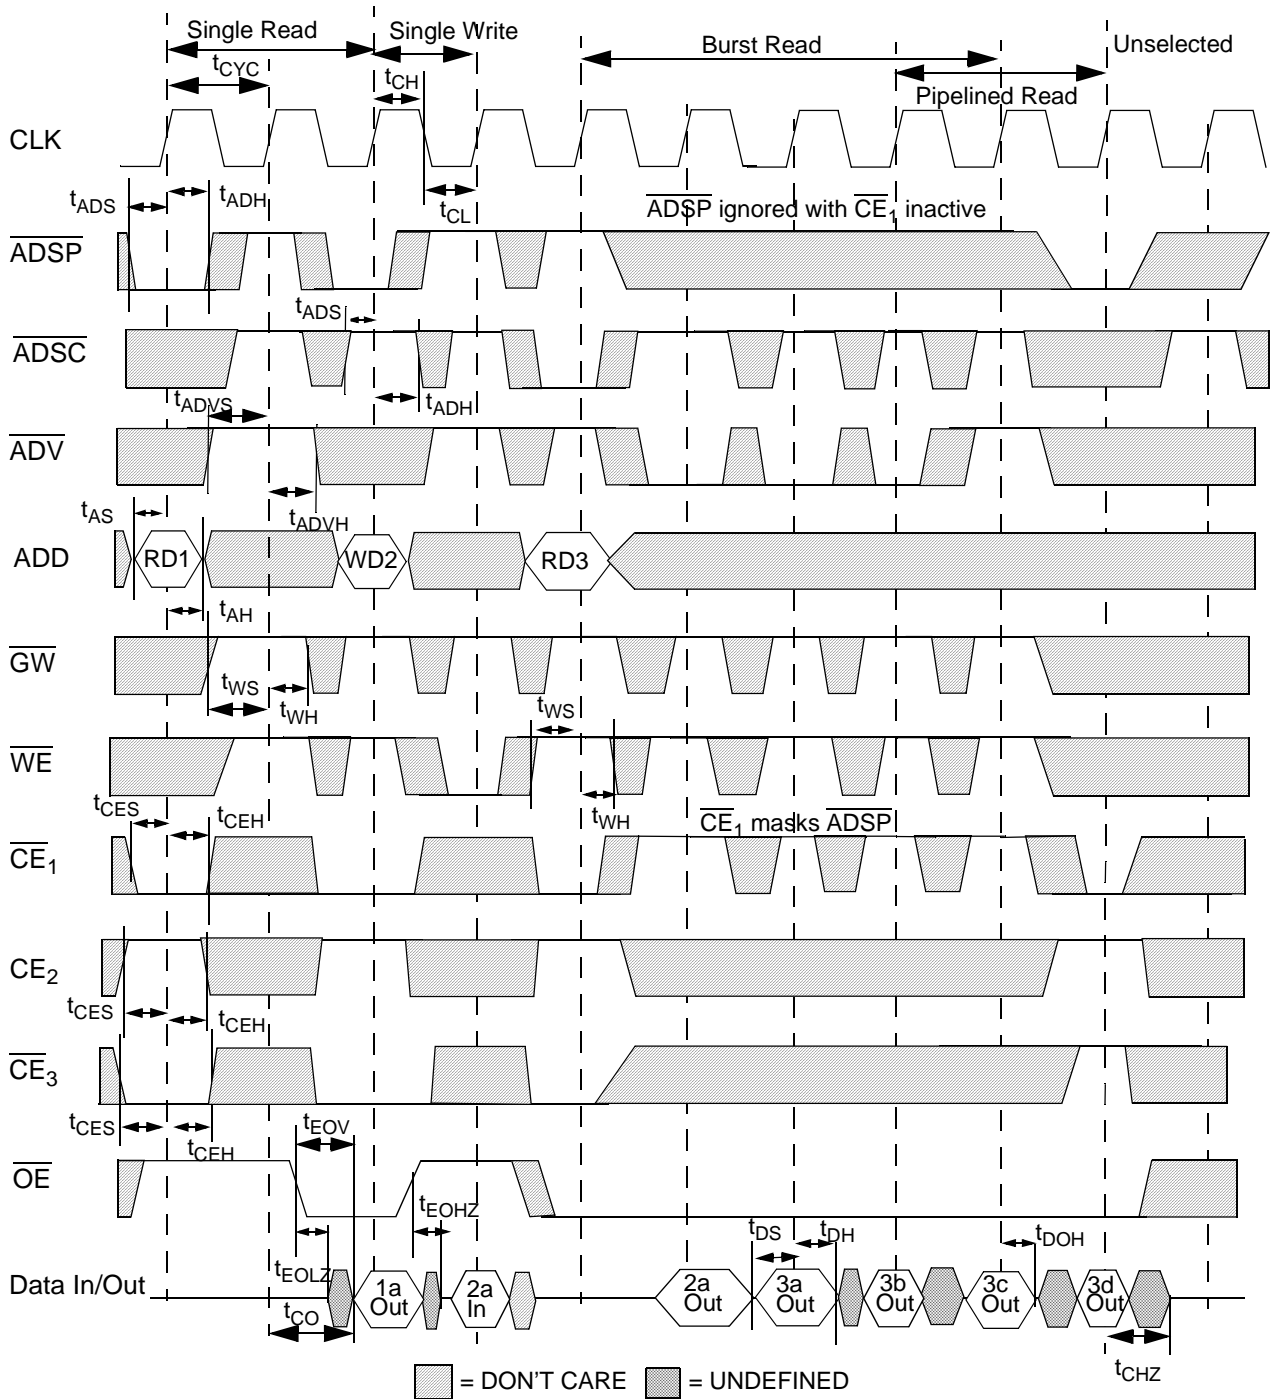 Single Read Single Write Burst Read Unselected
tCYC tCH Pipelined Read
CLK
tADS tADH tCL ADSP ignored with CE1 inactive
ADSP
tADS
ADSC
tADVS tADH
ADV
tAS tADVH
ADD RD1 WD2 RD3
tAH
GW
tWS tWH tWS
WE
tCES tCEH tWH CE1 masks ADSP
CE1
CE2
tCES tCEH
CE3
tCES tCEH tEOV
OE
tEOHZ tDS tDH tDOH
tEOLZ
Data In/Out 1a Out 2a In 2a Out 3a Out 3b Out 3c Out 3d Out
tCO tCHZ
= DON'T CARE = UNDEFINED